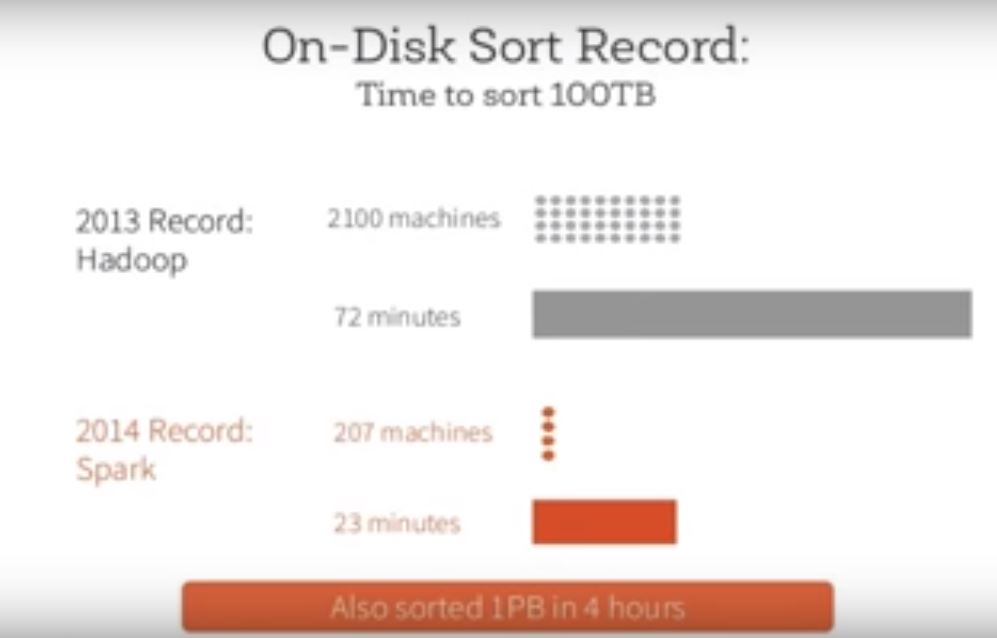 On-Disk Sort Record:
Time to sort 100TB
2013 Record:
Hadoop
2100 machines
72 minutes
2014 Record:
Spark
207 machines
23 minutes
Also sorted 1PB in 4 hours